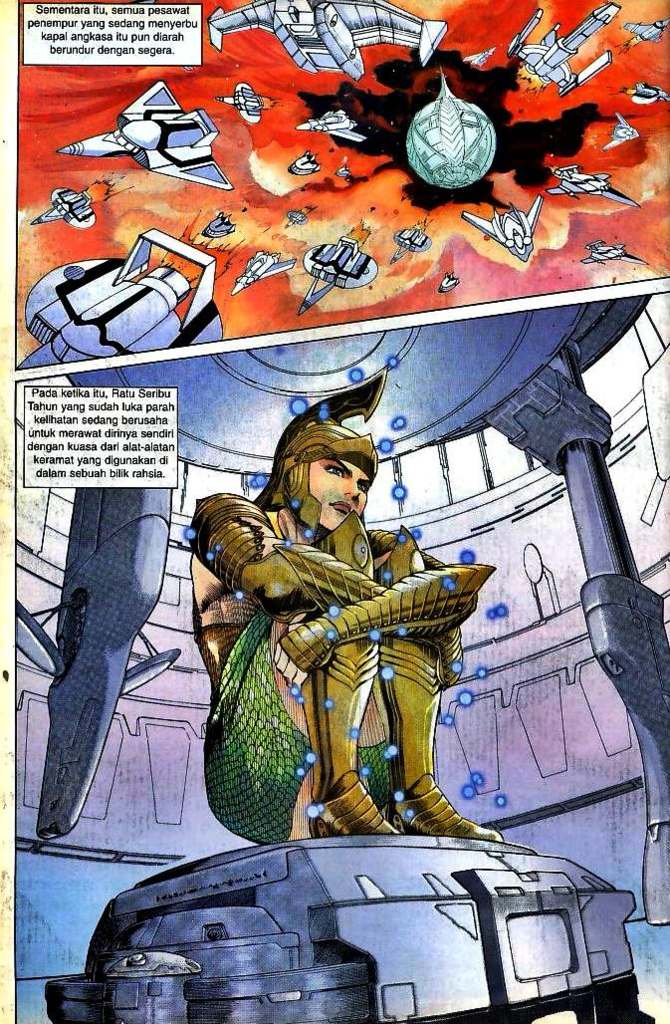 Sementara itu, semua pesawat
penempur yang sedang menyerbu
kapal angkasa itu pun diarah
berundur dengan segera.
Pada ketika itu, Ratu Seribu
Tahun yang sudah luka parah
kelihatan sedang berusaha
untuk merawat dirinya sendiri
dengan kuasa dari alat-alatan
keramat yang digunakan di
dalam sebuah bilik rahsia.